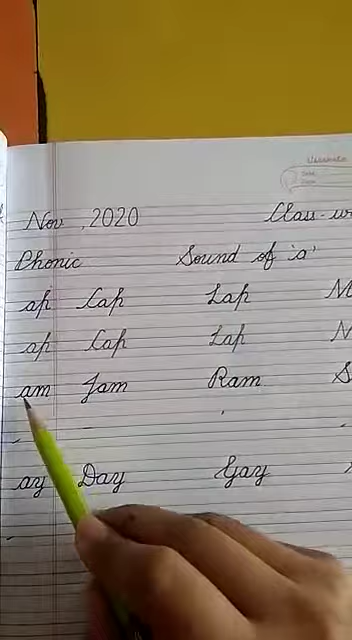 Nov , 2020 Class-w
Phonic Sound of 'a'
ap Cap Lap
ap Cap Lap
am Jam Ram S
ay Day Gay